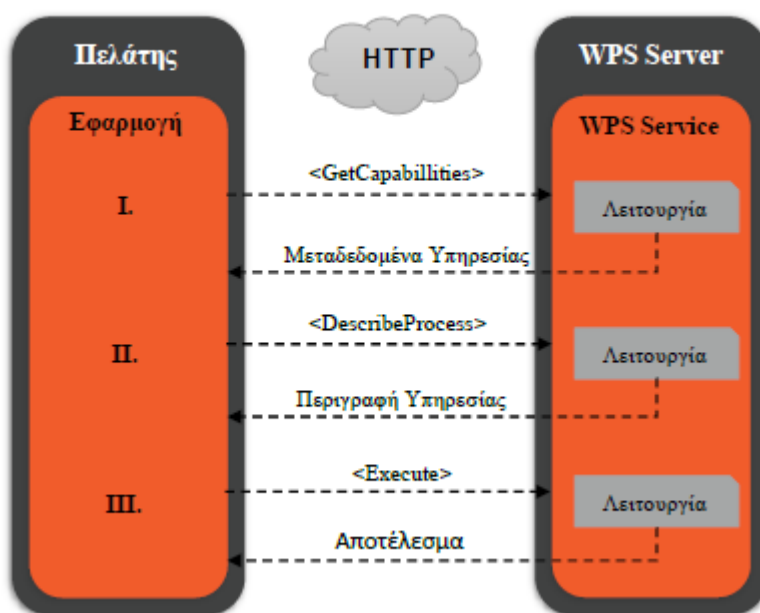 Πελάτης
HTTP
WPS Server
Εφαρμογή
WPS Service
<GetCapabillities>
I.
Λειτουργία
Μεταδεδομένα Υπηρεσίας
<DescribeProcess>
II.
Λειτουργία
Περιγραφή Υπηρεσίας
<Execute>
III.
Λειτουργία
Αποτέλεσμα